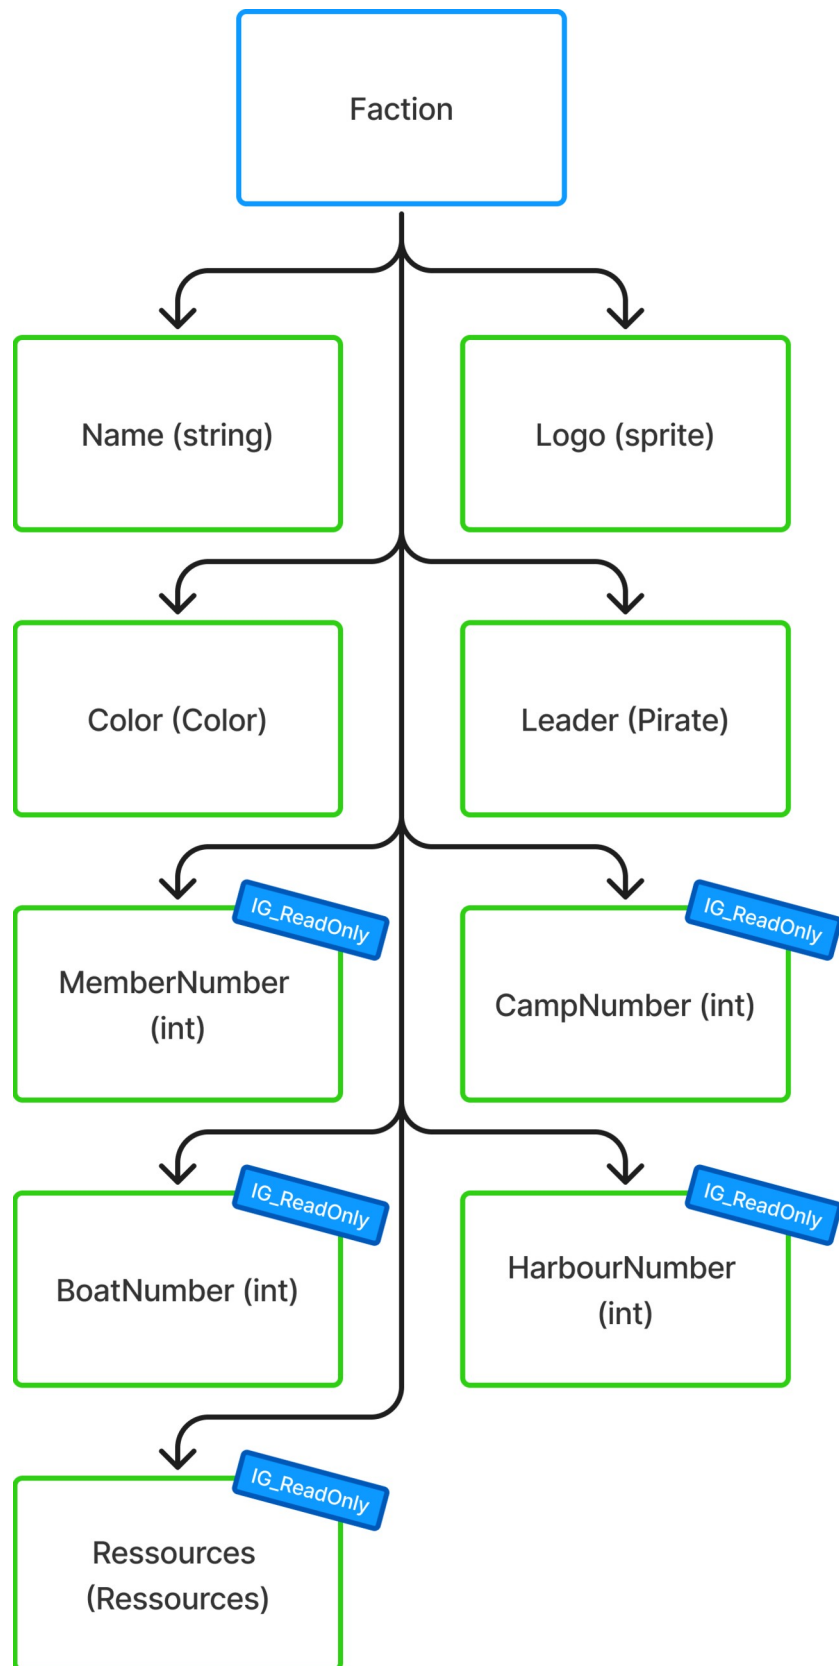 Faction
Name (string)
Logo (sprite)
Color (Color)
Leader (Pirate)
IG_ReadOnly
MemberNumber
(int)
IG_ReadOnly
CampNumber (int)
IG_ReadOnly
BoatNumber (int)
IG_ReadOnly
HarbourNumber
(int)
IG_ReadOnly
Ressources
(Ressources)